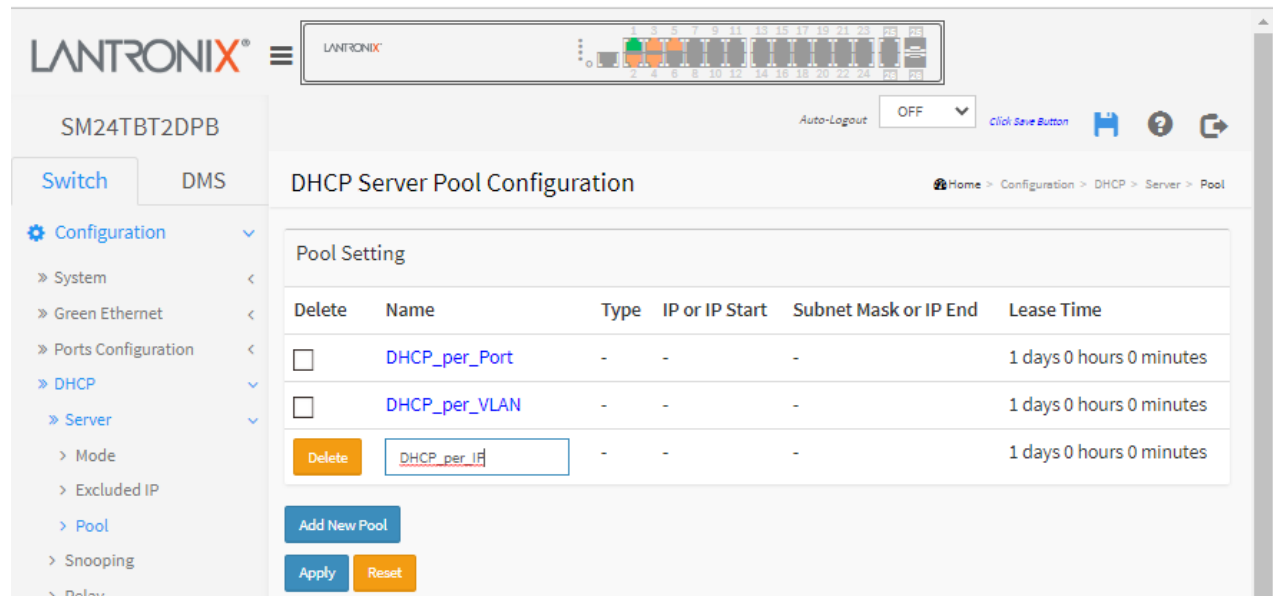 LANTRONIX®
LANTRONIX
1 3 5 7 9 11 13 15 17 19 21 23 25 26
2 4 6 8 10 12 14 16 18 20 22 24 26 26
SM24TBT2DPB
Auto-Logout OFF Click Save Button
Switch DMS
DHCP Server Pool Configuration
Home > Configuration > DHCP > Server > Pool
Configuration
» System
» Green Ethernet
» Ports Configuration
» DHCP
» Server
> Mode
> Excluded IP
> Pool
> Snooping
> Relay
Pool Setting
Delete Name Type IP or IP Start Subnet Mask or IP End Lease Time
DHCP_per_Port - - - 1 days 0 hours 0 minutes
DHCP_per_VLAN - - - 1 days 0 hours 0 minutes
Delete DHCP_per_IP - - - 1 days 0 hours 0 minutes
Add New Pool
Apply Reset